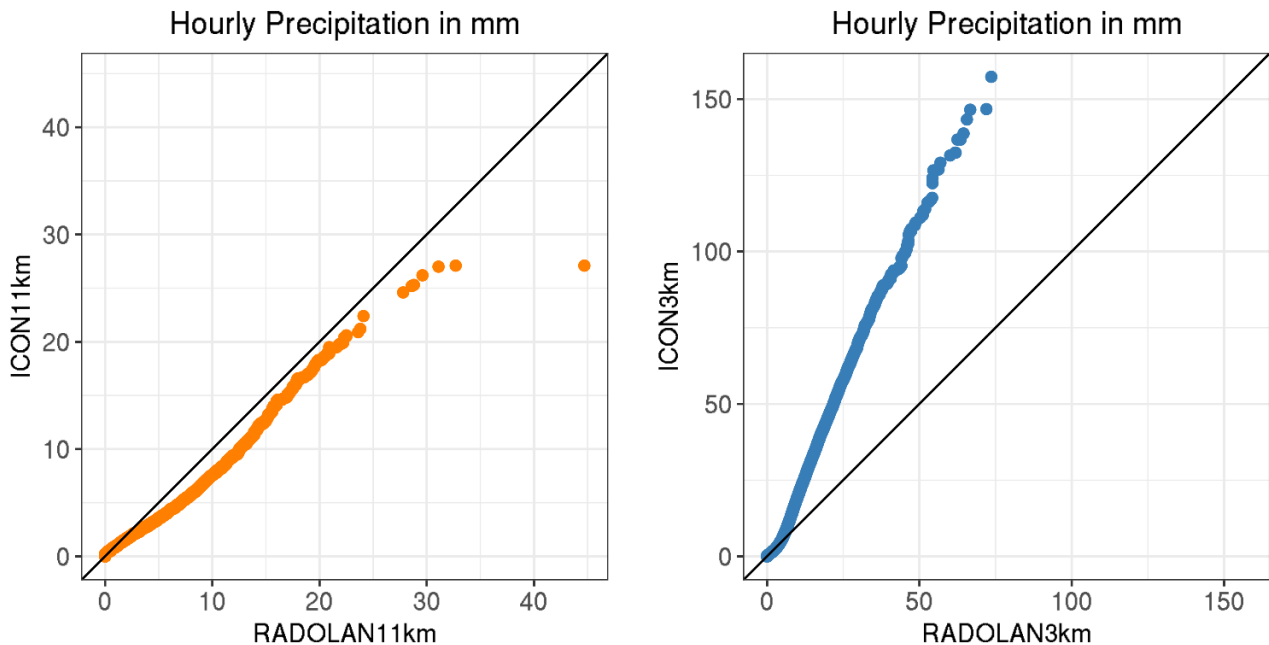 Hourly Precipitation in mm
ICON11km
40
30
20
10
0
0 10 20 30 40
RADOLAN11km
Hourly Precipitation in mm
ICON3km
150
100
50
0
0 50 100 150
RADOLAN3km